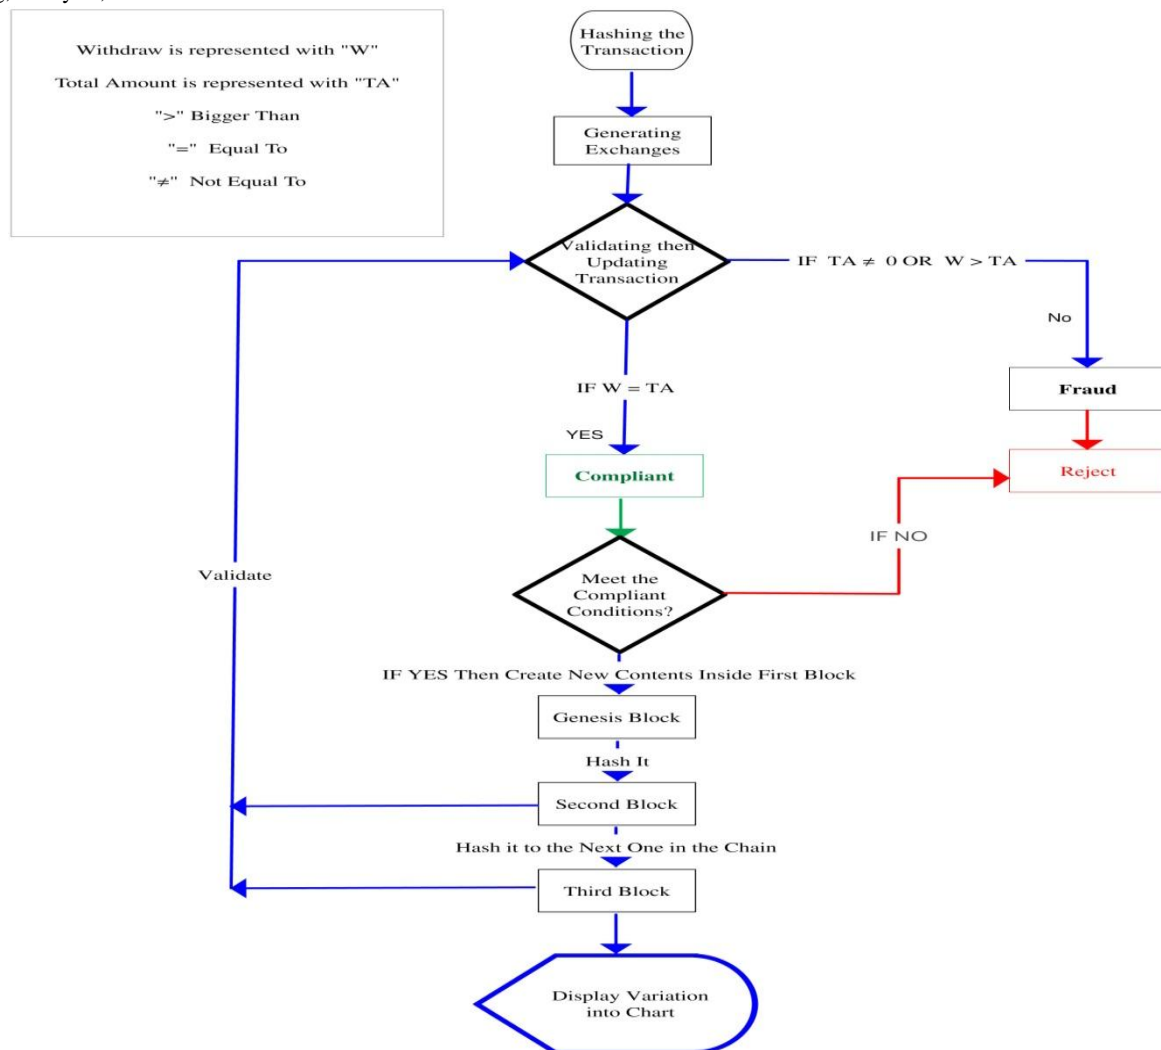 Withdraw is represented with "W"
Total Amount is represented with "TA"
">" Bigger Than
"=" Equal To
"≠" Not Equal To
Hashing the
Transaction
Generating
Exchanges
Validating then
Updating
Transaction
IF TA ≠ 0 OR W > TA
No
Fraud
Reject
IF W = TA
YES
Compliant
IF NO
Meet the
Compliant
Conditions?
Validate
IF YES Then Create New Contents Inside First Block
Genesis Block
Hash It
Second Block
Hash it to the Next One in the Chain
Third Block
Display Variation
into Chart